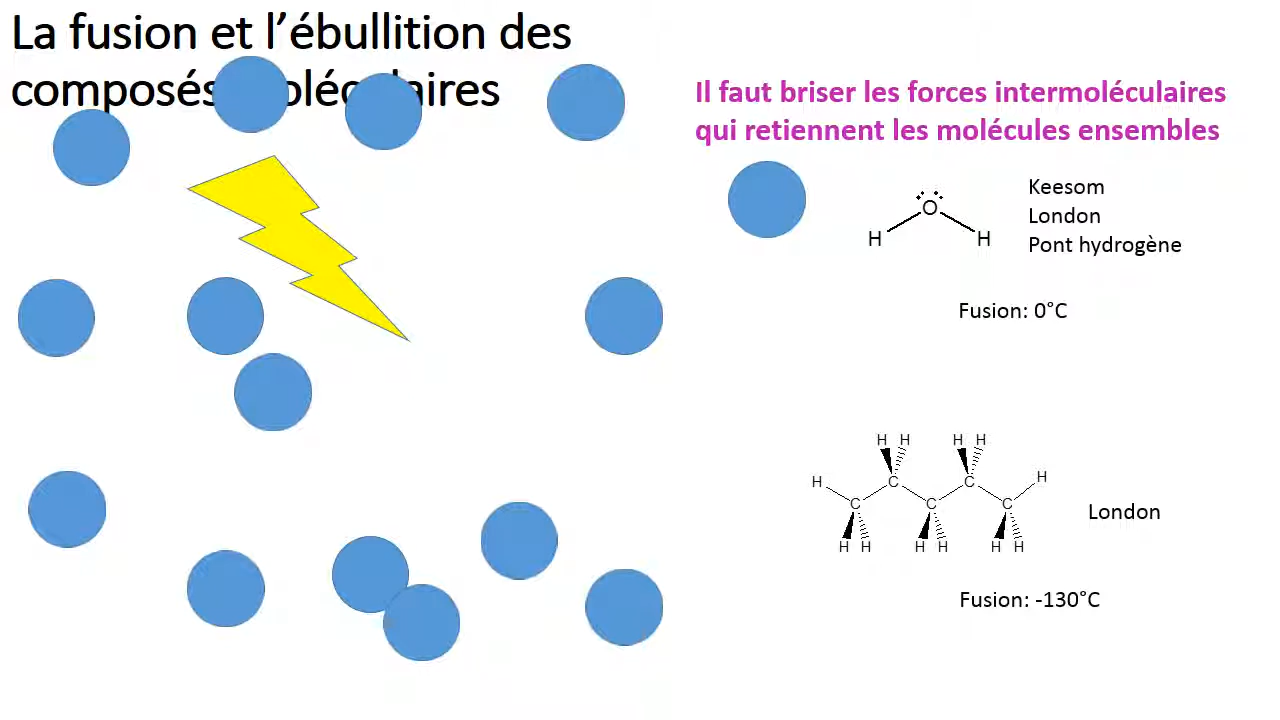 La fusion et l’ébullition des
composés moléculaires
Il faut briser les forces intermoléculaires
qui retiennent les molécules ensembles
O
H H
Keesom
London
Pont hydrogène
Fusion: 0°C
H H H H
H C C H
C C C
H H H H H H
London
Fusion: -130°C